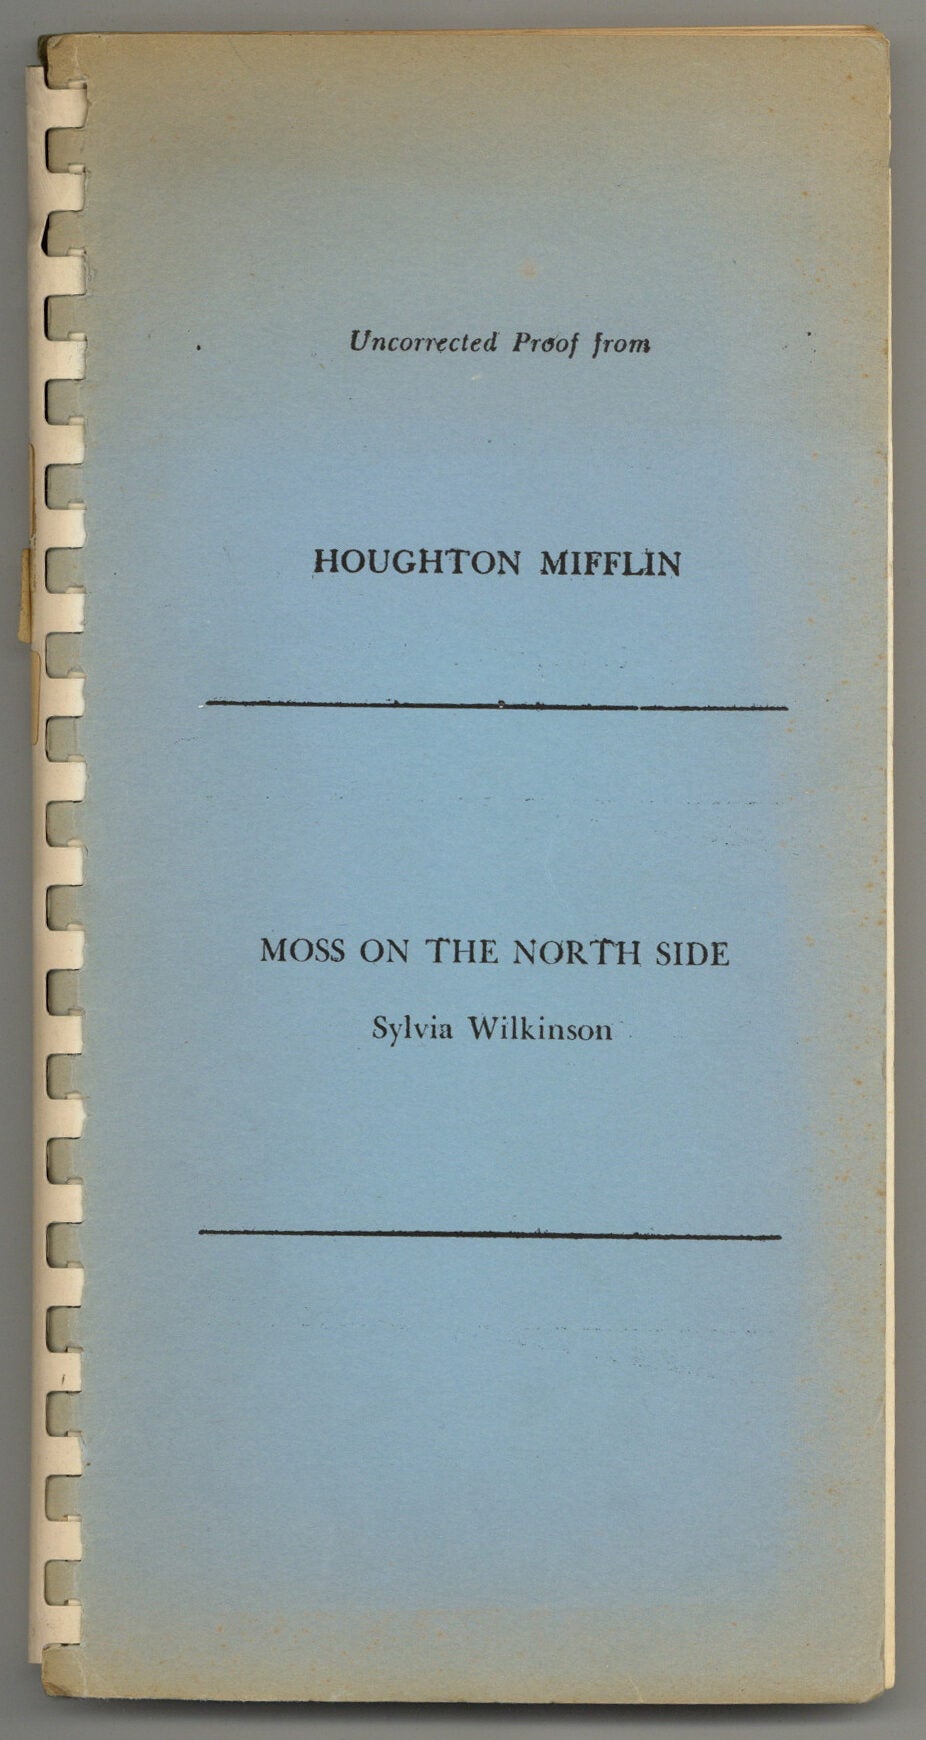 Uncorrected Proof from
HOUGHTON MIFFLIN
MOSS ON THE NORTH SIDE
Sylvia Wilkinson